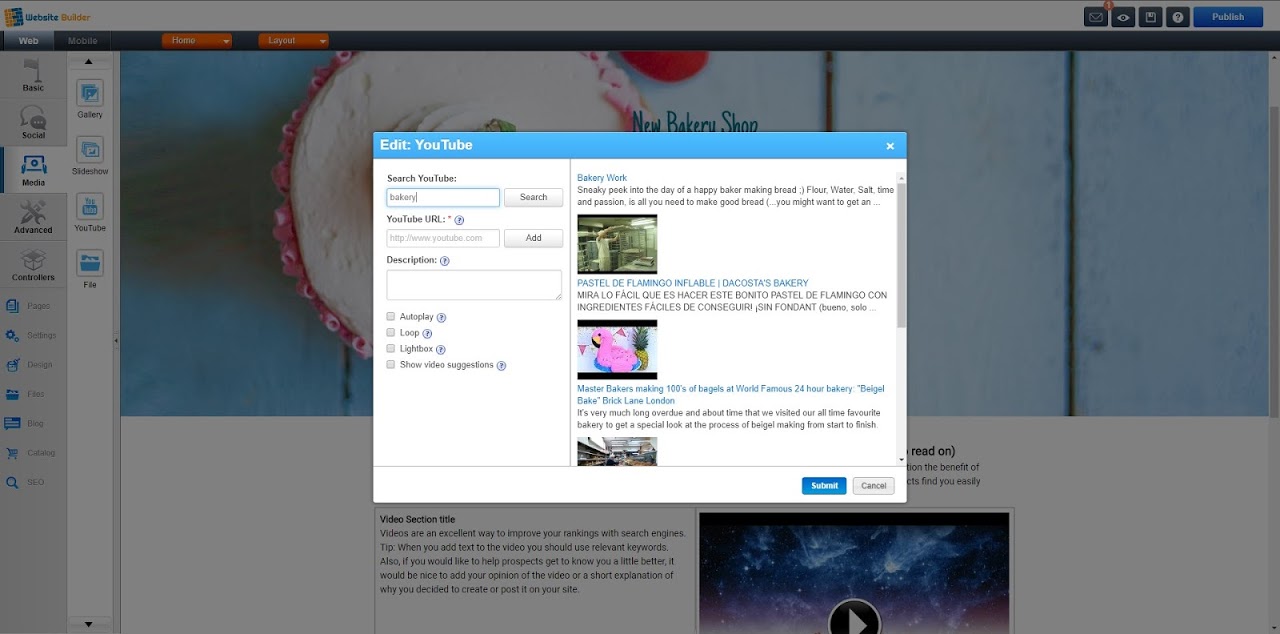 Website Builder
1
Publish
Web
Mobile
Home
Layout
Basic
Social
Media
Advanced
Controllers
Pages
Settings
Design
Files
Blog
Catalog
SEO
Gallery
Slideshow
You Tube
YouTube
File
New Bakery Shop
Edit: YouTube
Search YouTube:
bakery
Search
YouTube URL: *
http://www.youtube.com
Add
Description:
Autoplay
Loop
Lightbox
Show video suggestions
Bakery Work
Sneaky peek into the day of a happy baker making bread ;) Flour, Water, Salt, time
and passion, is all you need to make good bread (...you might want to get an ...
PASTEL DE FLAMINGO INFLABLE | DACOSTA'S BAKERY
MIRA LO FÁCIL QUE ES HACER ESTE BONITO PASTEL DE FLAMINGO CON
INGREDIENTES FÁCILES DE CONSEGUIR! ¡SIN FONDANT (bueno, solo ...
Master Bakers making 100's of bagels at World Famous 24 hour bakery: "Beigel
Bake" Brick Lane London
It's very much long overdue and about time that we visited our all time favourite
bakery to get a special look at the process of beigel making from start to finish.
Submit
Cancel
read on)
tion the benefit of
cts find you easily
Video Section title
Videos are an excellent way to improve your rankings with search engines.
Tip: When you add text to the video you should use relevant keywords.
Also, if you would like to help prospects get to know you a little better, it
would be nice to add your opinion of the video or a short explanation of
why you decided to create or post it on your site.